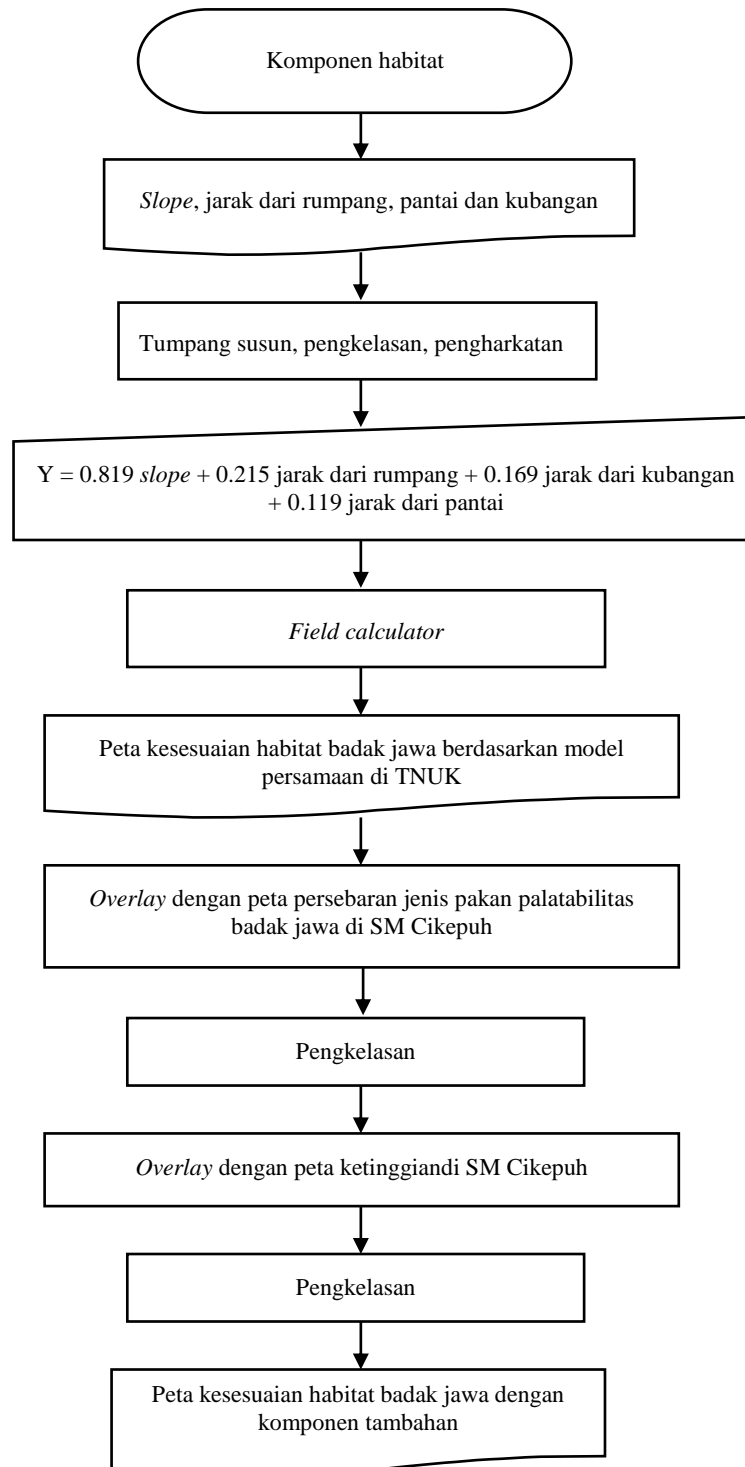 Komponen habitat
Slope, jarak dari rumpang, pantai dan kubangan
Tumpang susun, pengkelasan, pengharkatan
Y = 0.819 slope + 0.215 jarak dari rumpang + 0.169 jarak dari kubangan
+ 0.119 jarak dari pantai
Field calculator
Peta kesesuaian habitat badak jawa berdasarkan model
persamaan di TNUK
Overlay dengan peta persebaran jenis pakan palatabilitas
badak jawa di SM Cikepuh
Pengkelasan
Overlay dengan peta ketinggiandi SM Cikepuh
Pengkelasan
Peta kesesuaian habitat badak jawa dengan
komponen tambahan